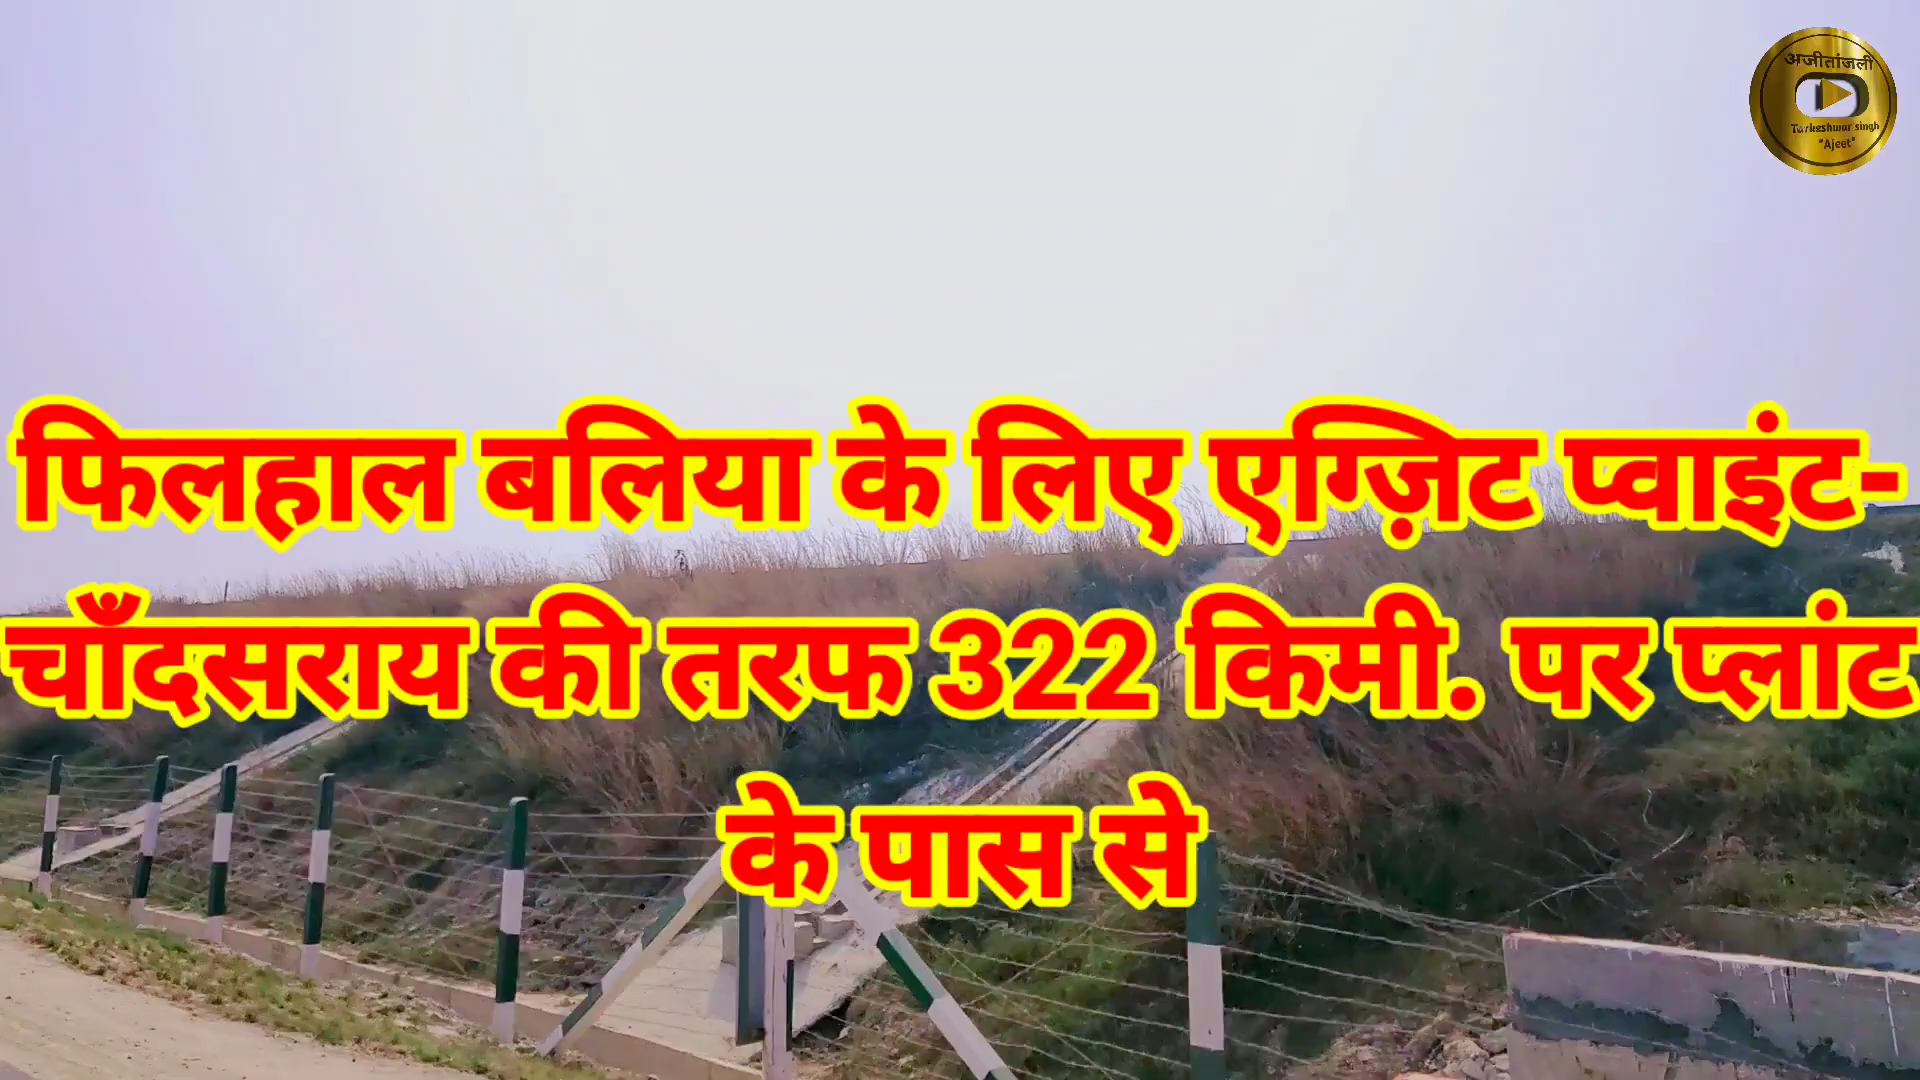 अजीतांजली
Tarkeshwar singh
"Ajeet"
फिलहाल बलिया के लिए एग्ज़िट प्वाइंट-
चाँदसराय की तरफ 322 किमी. पर प्लांट
के पास से